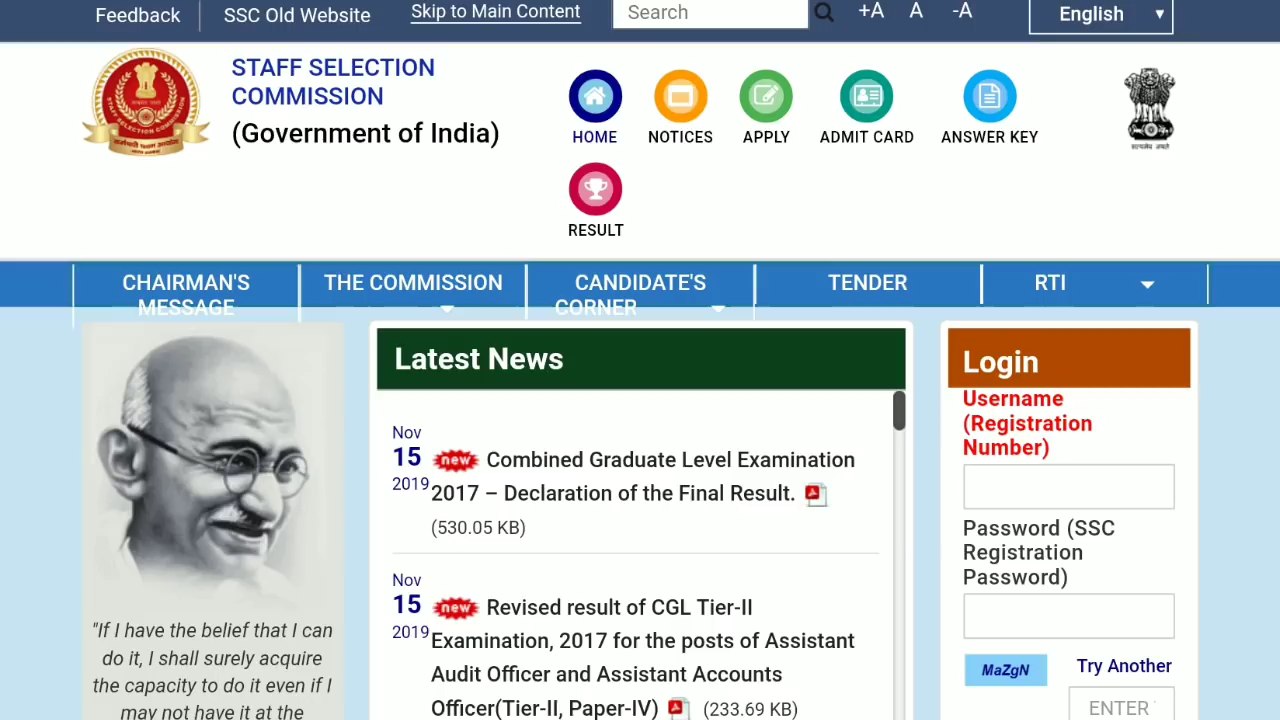 Feedback
SSC Old Website
Skip to Main Content
Search
+A A -A
English
STAFF SELECTION
COMMISSION
(Government of India)
HOME
NOTICES
APPLY
ADMIT CARD
ANSWER KEY
RESULT
सत्यमेव जयते
CHAIRMAN'S
MESSAGE
THE COMMISSION
CANDIDATE'S
CORNER
TENDER
RTI
"If I have the belief that I can
do it, I shall surely acquire
the capacity to do it even if I
may not have it at the
Latest News
Nov
15
2019
new Combined Graduate Level Examination
2017 – Declaration of the Final Result.
(530.05 KB)
Nov
15
2019
new Revised result of CGL Tier-II
Examination, 2017 for the posts of Assistant
Audit Officer and Assistant Accounts
Officer(Tier-II, Paper-IV) (233.69 KB)
Login
Username
(Registration
Number)
Password (SSC
Registration
Password)
MaZgN
Try Another
ENTER